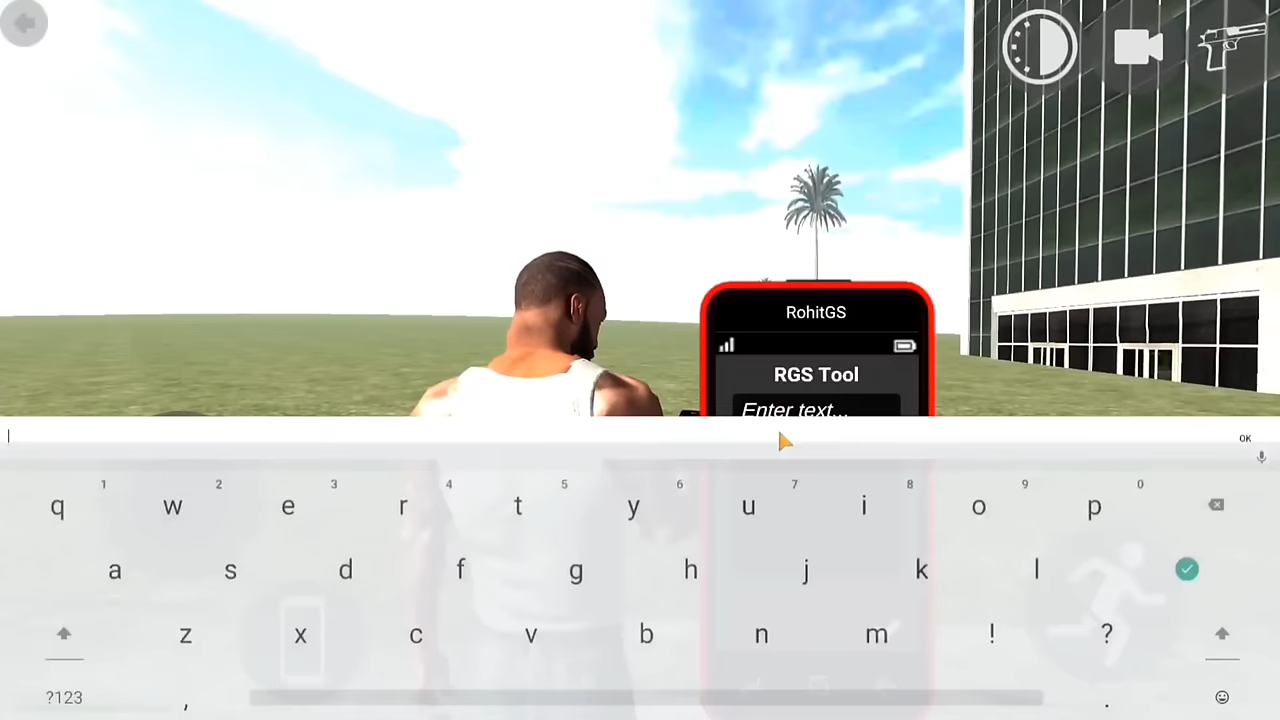 RohitGS
RGS Tool
Enter text...
OK
1 2 3 4 5 6 7 8 9 0
q w e r t y u i o p
a s d f g h j k l
z x c v b n m ! ?
?123 , .